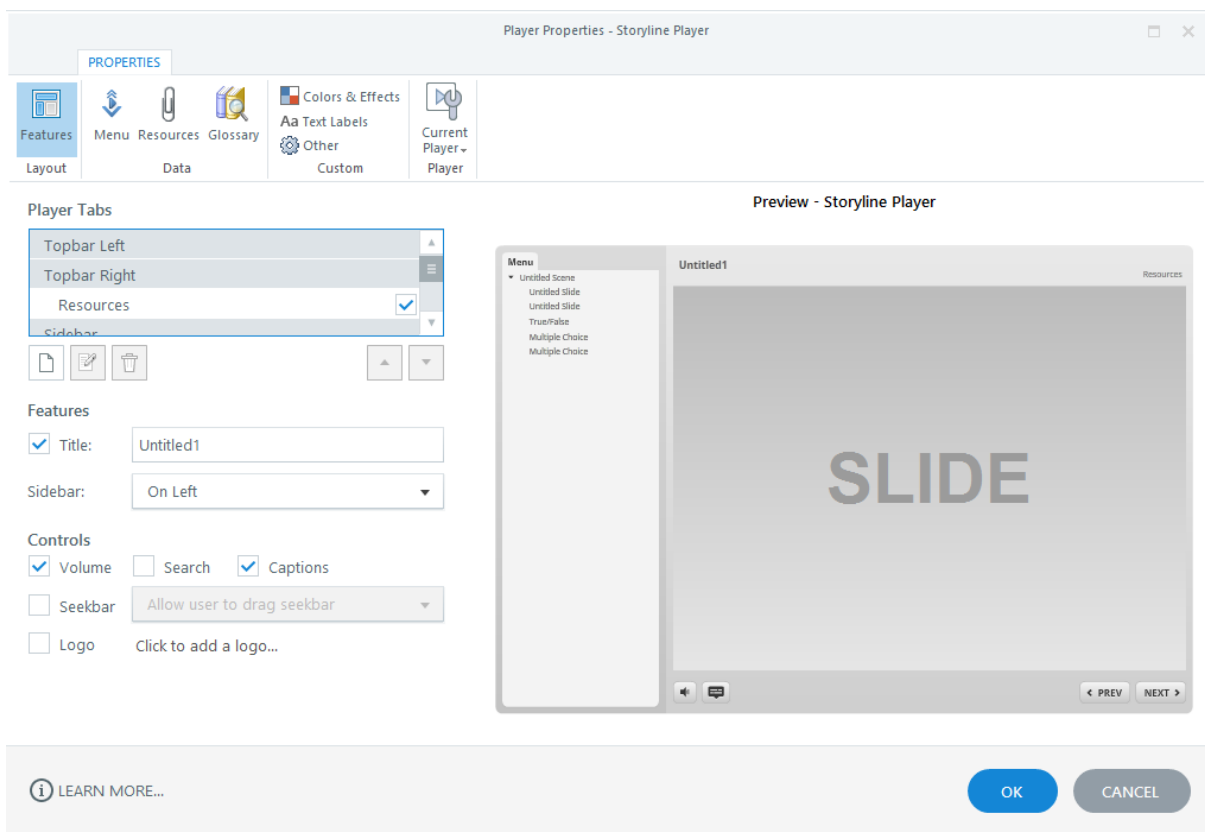 Player Properties - Storyline Player
PROPERTIES
Features
Menu Resources Glossary
Colors & Effects
Aa Text Labels
Other
Current
Player
Layout
Data
Custom
Player
Player Tabs
Topbar Left
Topbar Right
Resources
Sidebar
Features
Title:
Untitled1
Sidebar:
On Left
Controls
Volume
Search
Captions
Seekbar
Allow user to drag seekbar
Logo
Click to add a logo...
Preview - Storyline Player
Menu
Untitled Scene
Untitled Slide
Untitled Slide
True/False
Multiple Choice
Multiple Choice
Untitled1
Resources
SLIDE
PREV
NEXT
LEARN MORE...
OK
CANCEL